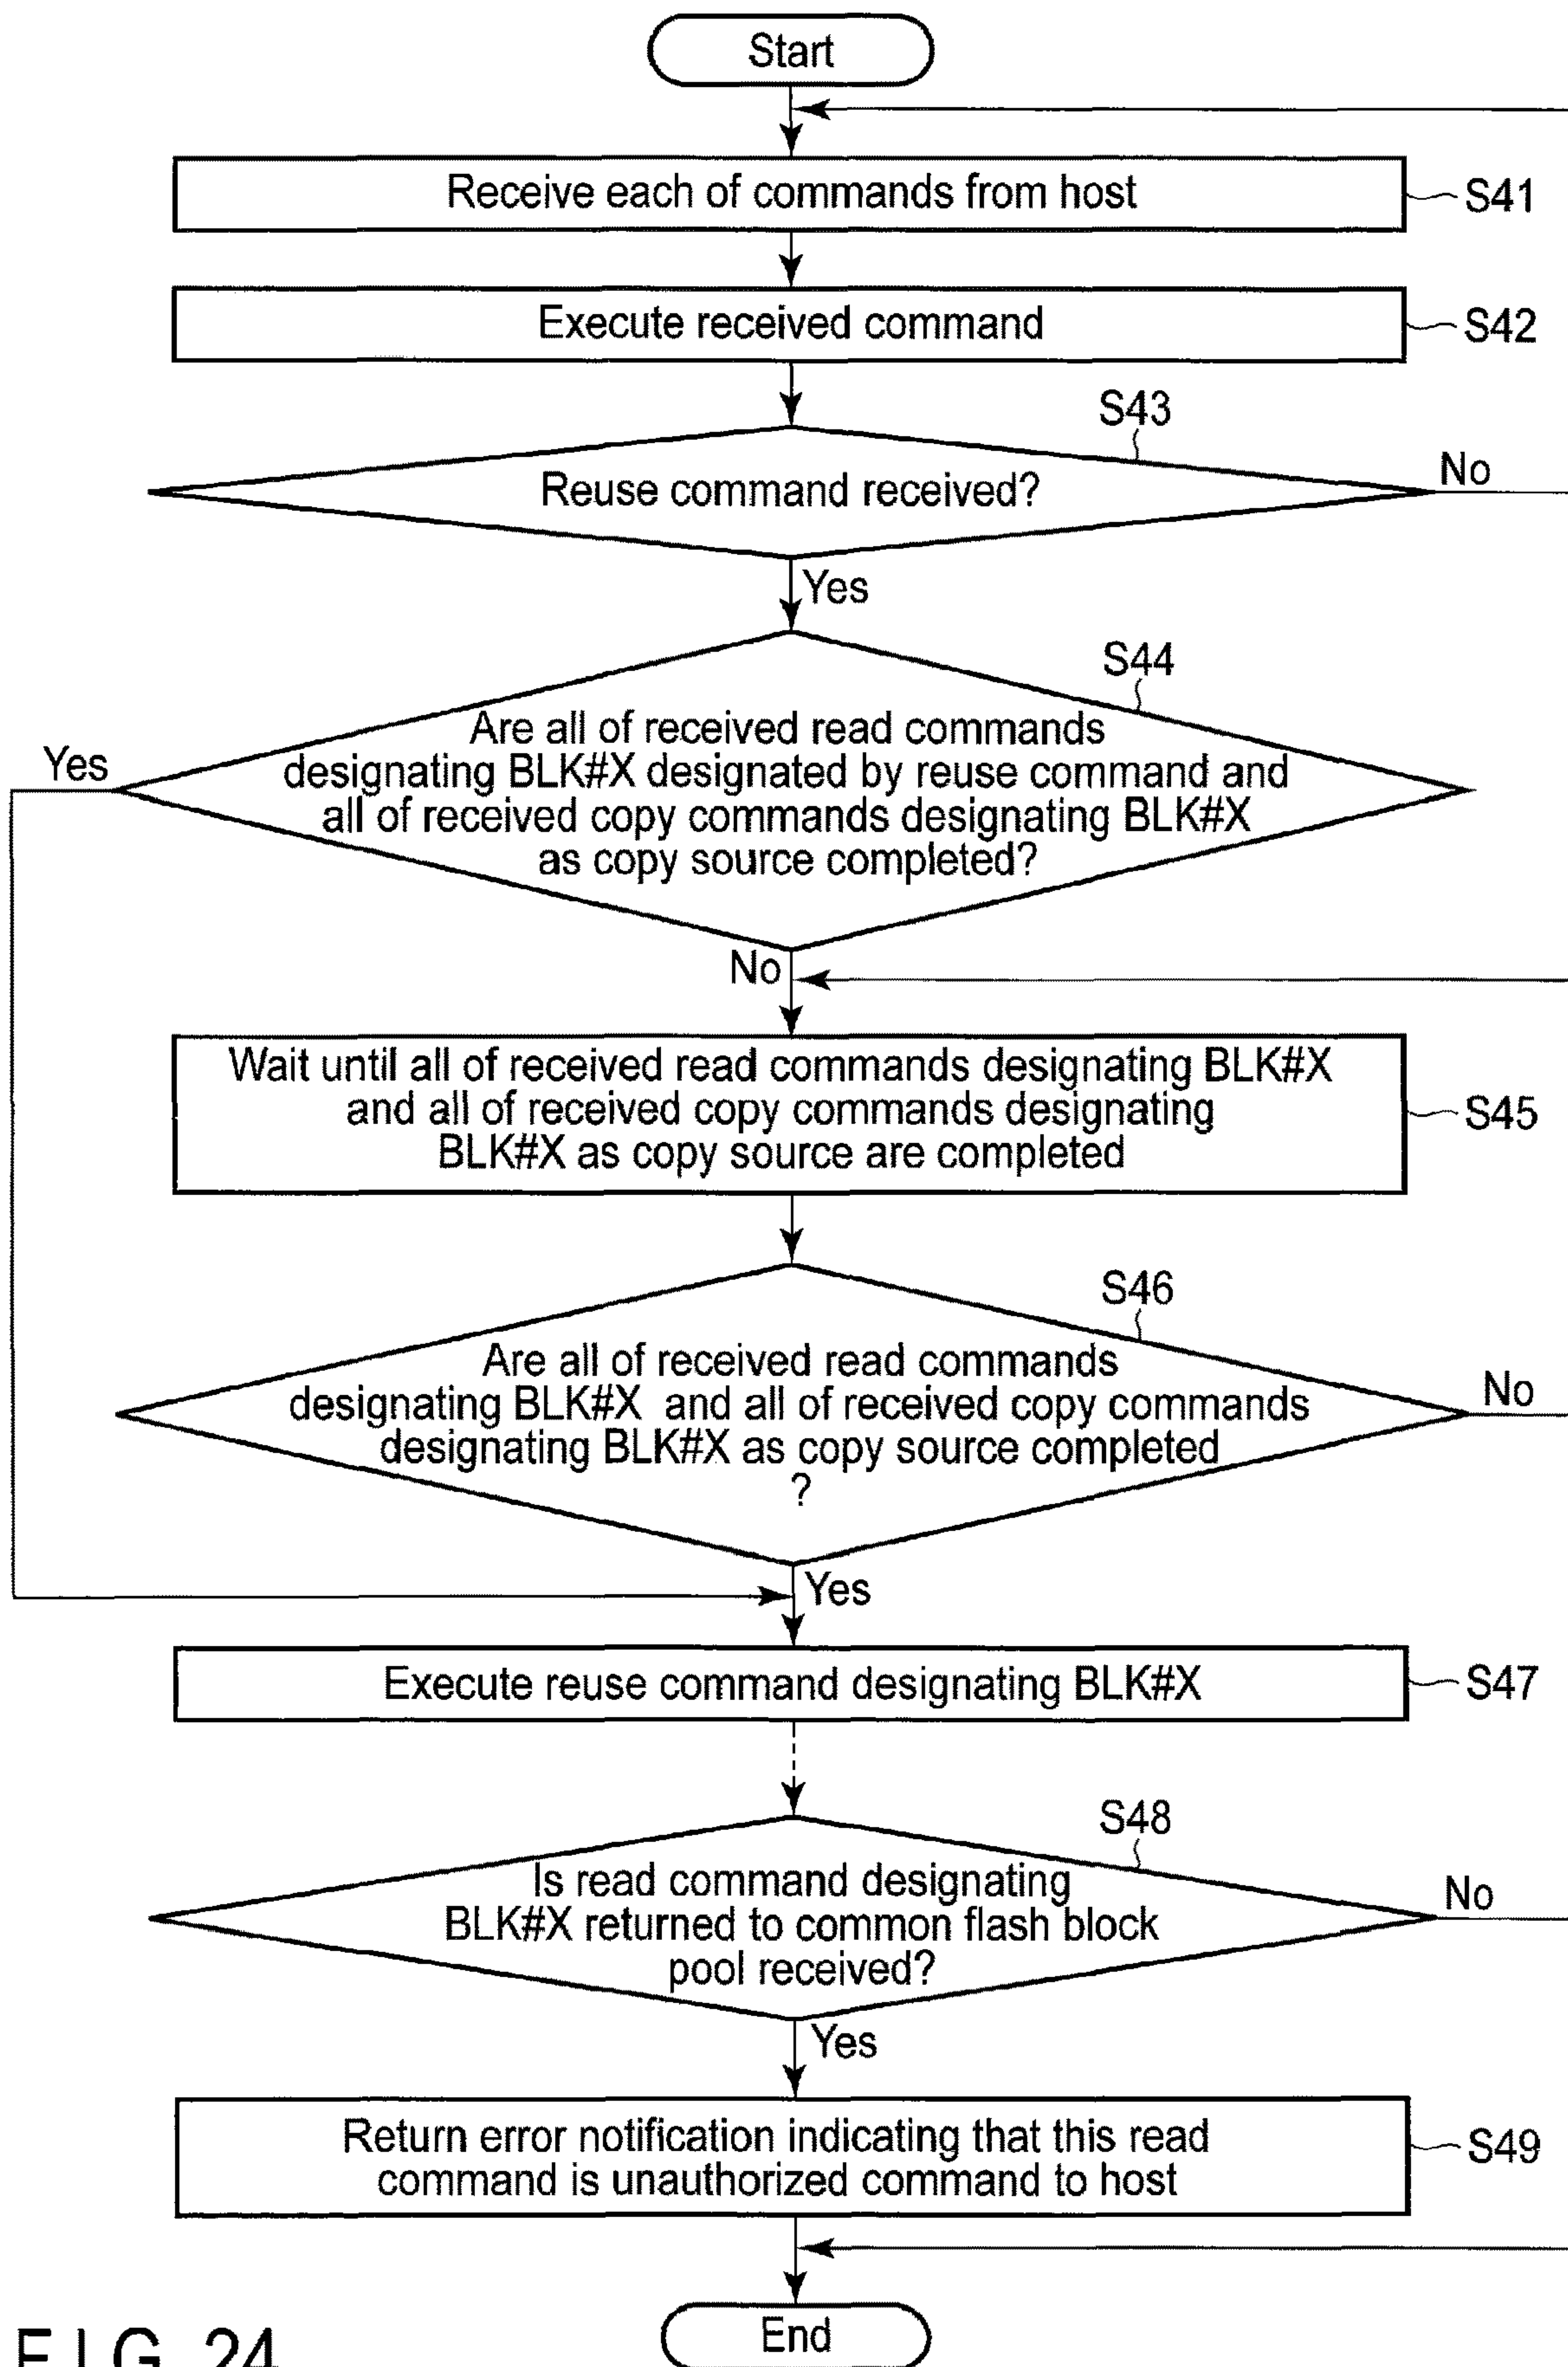 Start
Receive each of commands from host
S41
Execute received command
S42
S43
Reuse command received?
No
Yes
S44
Are all of received read commands
designating BLK#X designated by reuse command and
all of received copy commands designating BLK#X
as copy source completed?
Yes
No
Wait until all of received read commands designating BLK#X
and all of received copy commands designating
BLK#X as copy source are completed
S45
S46
Are all of received read commands
designating BLK#X and all of received copy commands
designating BLK#X as copy source completed
?
No
Yes
Execute reuse command designating BLK#X
S47
S48
Is read command designating
BLK#X returned to common flash block
pool received?
No
Yes
Return error notification indicating that this read
command is unauthorized command to host
S49
End
FIG. 24